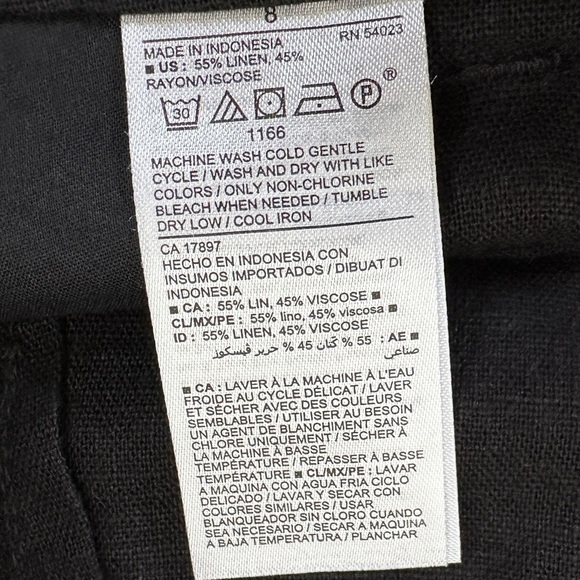 8
MADE IN INDONESIA RN 54023
US : 55% LINEN, 45%
RAYON/VISCOSE
30 P ®
1166
MACHINE WASH COLD GENTLE
CYCLE / WASH AND DRY WITH LIKE
COLORS / ONLY NON-CHLORINE
BLEACH WHEN NEEDED / TUMBLE
DRY LOW / COOL IRON
CA 17897
HECHO EN INDONESIA CON
INSUMOS IMPORTADOS / DIBUAT DI
INDONESIA
CA : 55% LIN, 45% VISCOSE
CL/MX/PE : 55% lino, 45% viscosa
ID : 55% LINEN, 45% VISCOSE
AE : 55 % كتان 45 % حرير فيسكوز
صناعي
CA : LAVER À LA MACHINE À L'EAU
FROIDE AU CYCLE DÉLICAT / LAVER
ET SÉCHER AVEC DES COULEURS
SEMBLABLES / UTILISER AU BESOIN
UN AGENT DE BLANCHIMENT SANS
CHLORE UNIQUEMENT / SÉCHER À
LA MACHINE À BASSE
TEMPÉRATURE / REPASSER À BASSE
TEMPÉRATURE CL/MX/PE : LAVAR
A MAQUINA CON AGUA FRIA CICLO
DELICADO / LAVAR Y SECAR CON
COLORES SIMILARES / USAR
BLANQUEADOR SIN CLORO CUANDO
SEA NECESARIO / SECAR A MAQUINA
A BAJA TEMPERATURA / PLANCHAR